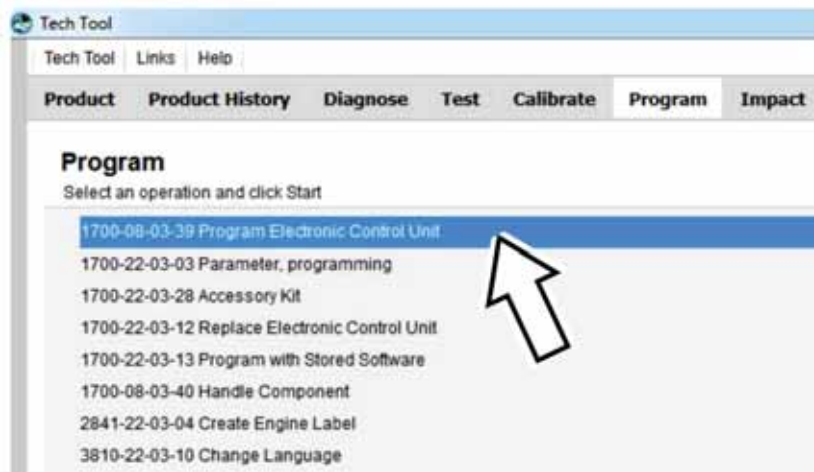 Tech Tool
Tech Tool Links Help
Product Product History Diagnose Test Calibrate Program Impact
Program
Select an operation and click Start
1700-08-03-39 Program Electronic Control Unit
1700-22-03-03 Parameter, programming
1700-22-03-28 Accessory Kit
1700-22-03-12 Replace Electronic Control Unit
1700-22-03-13 Program with Stored Software
1700-08-03-40 Handle Component
2841-22-03-04 Create Engine Label
3810-22-03-10 Change Language